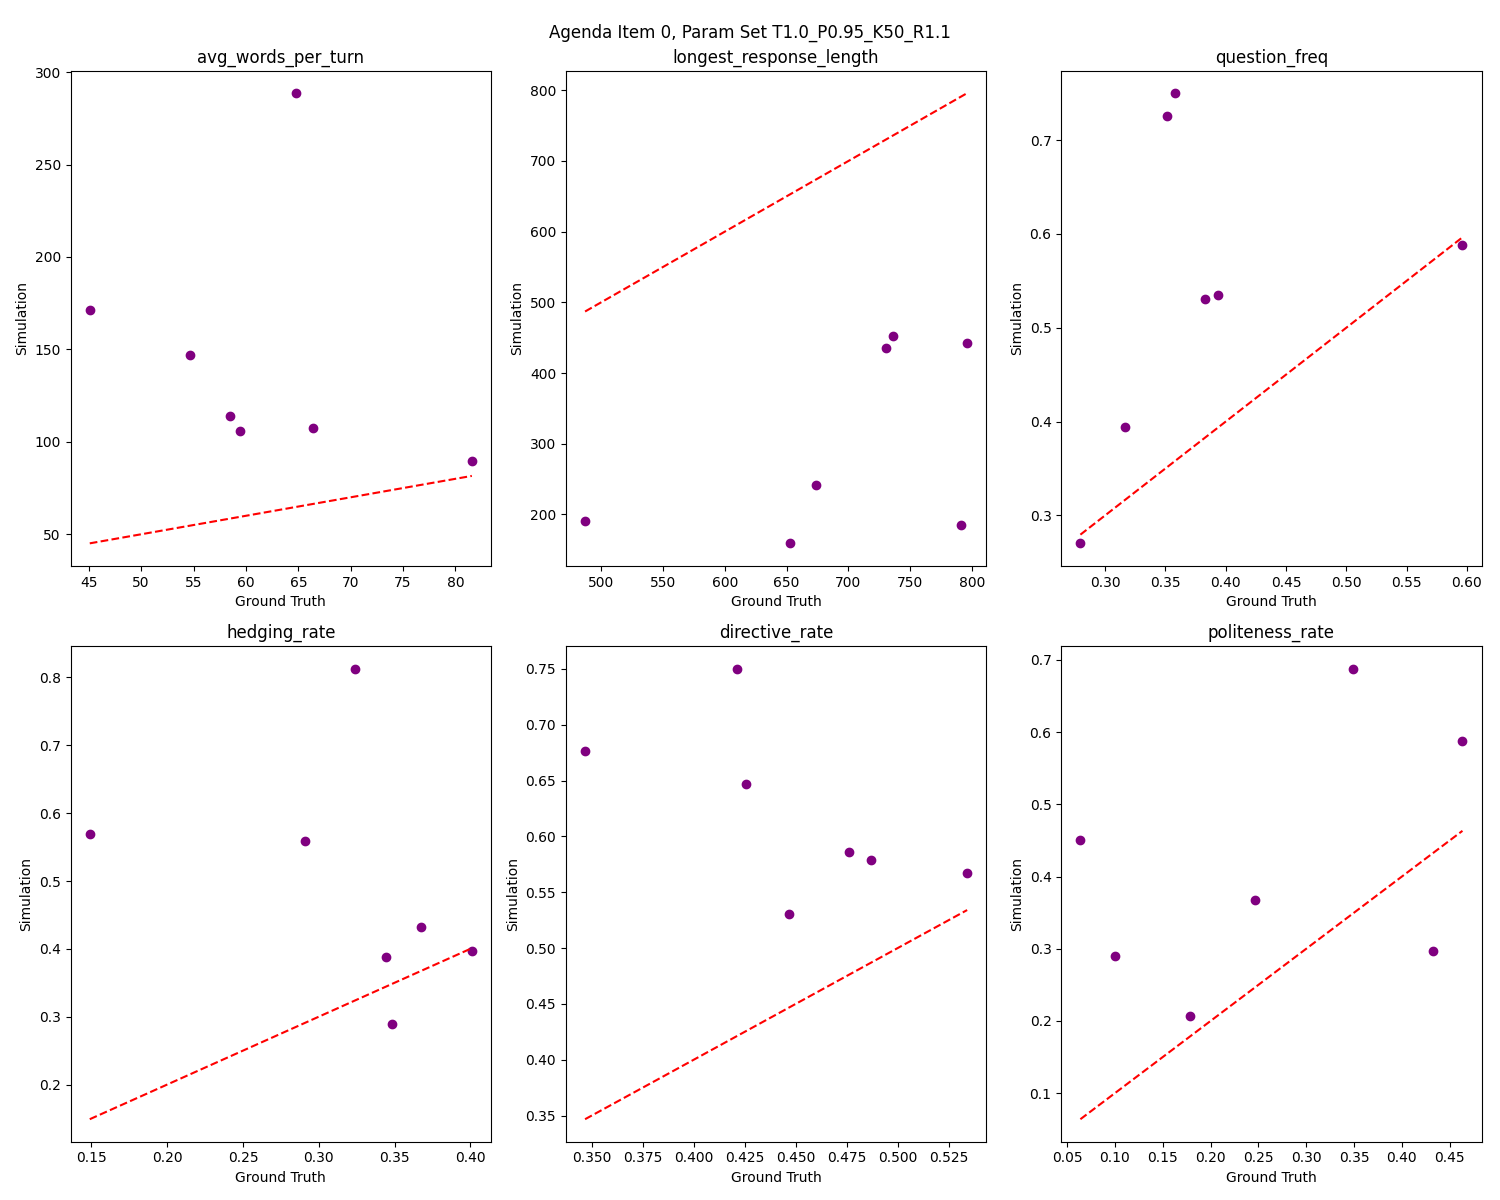 Agenda Item 0, Param Set T1.0_P0.95_K50_R1.1
avg_words_per_turn
300
250
200
150
100
50
Simulation
45 50 55 60 65 70 75 80
Ground Truth
longest_response_length
800
700
600
500
400
300
200
Simulation
500 550 600 650 700 750 800
Ground Truth
question_freq
0.7
0.6
0.5
0.4
0.3
Simulation
0.30 0.35 0.40 0.45 0.50 0.55 0.60
Ground Truth
hedging_rate
0.8
0.7
0.6
0.5
0.4
0.3
0.2
Simulation
0.15 0.20 0.25 0.30 0.35 0.40
Ground Truth
directive_rate
0.75
0.70
0.65
0.60
0.55
0.50
0.45
0.40
0.35
Simulation
0.350 0.375 0.400 0.425 0.450 0.475 0.500 0.525
Ground Truth
politeness_rate
0.7
0.6
0.5
0.4
0.3
0.2
0.1
Simulation
0.05 0.10 0.15 0.20 0.25 0.30 0.35 0.40 0.45
Ground Truth